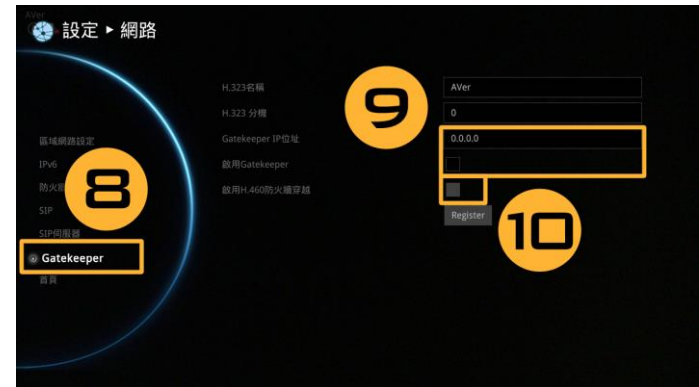 AVer
設定 ▸ 網路
H.323名稱
AVer
H.323 分機
0
9
Gatekeeper IP位址
0.0.0.0
啟用Gatekeeper
啟用H.460防火牆穿越
Register
10
區域網路設定
IPv6
防火
8
SIP
SIP伺服器
Gatekeeper
首頁